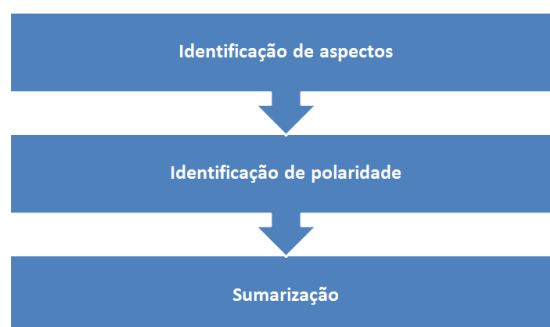 Identificação de aspectos
Identificação de polaridade
Sumarização